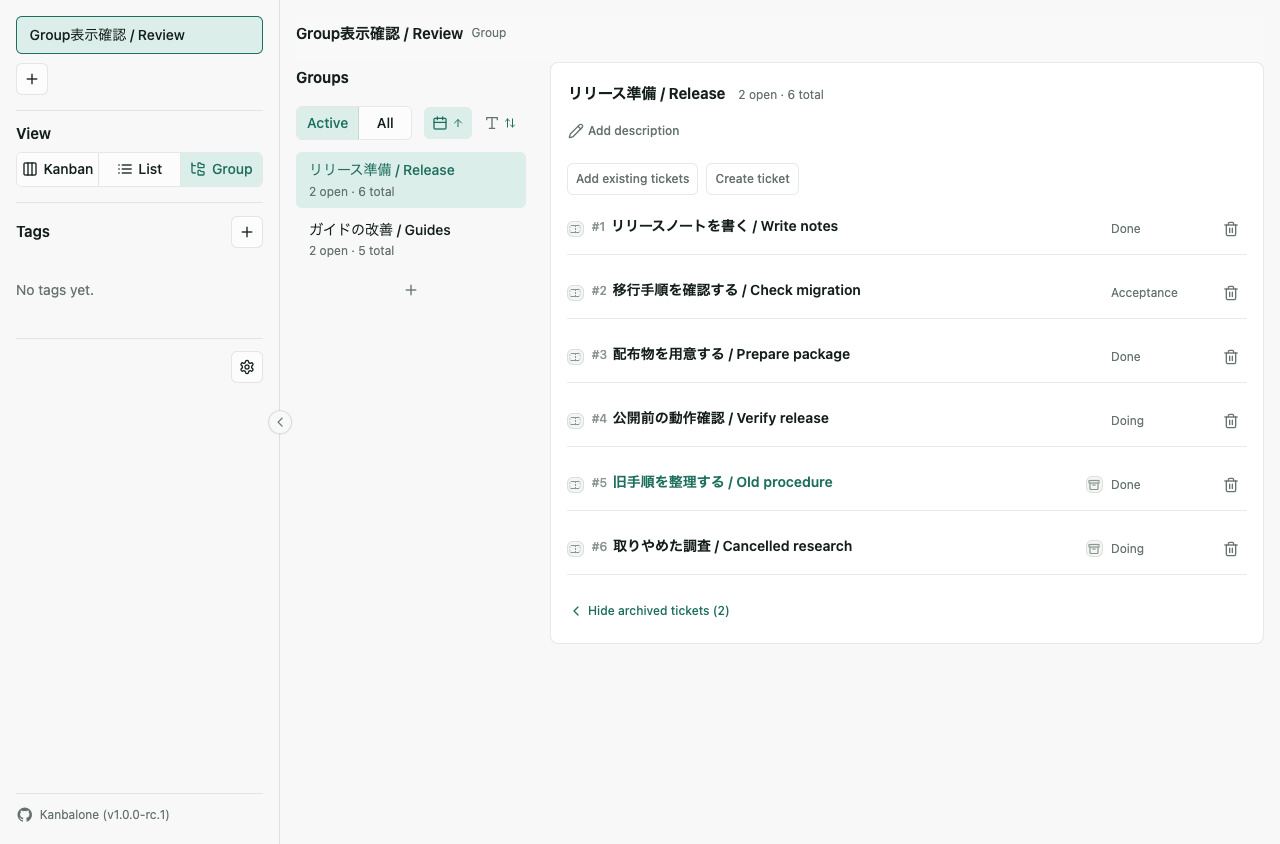 Group表示確認 / Review
View
Kanban
List
Group
Tags
No tags yet.
Kanbalone (v1.0.0-rc.1)
Group表示確認 / Review Group
Groups
Active
All
リリース準備 / Release
2 open · 6 total
ガイドの改善 / Guides
2 open · 5 total
リリース準備 / Release 2 open · 6 total
Add description
Add existing tickets
Create ticket
#1 リリースノートを書く / Write notes Done
#2 移行手順を確認する / Check migration Acceptance
#3 配布物を用意する / Prepare package Done
#4 公開前の動作確認 / Verify release Doing
#5 旧手順を整理する / Old procedure Done
#6 取りやめた調査 / Cancelled research Doing
Hide archived tickets (2)